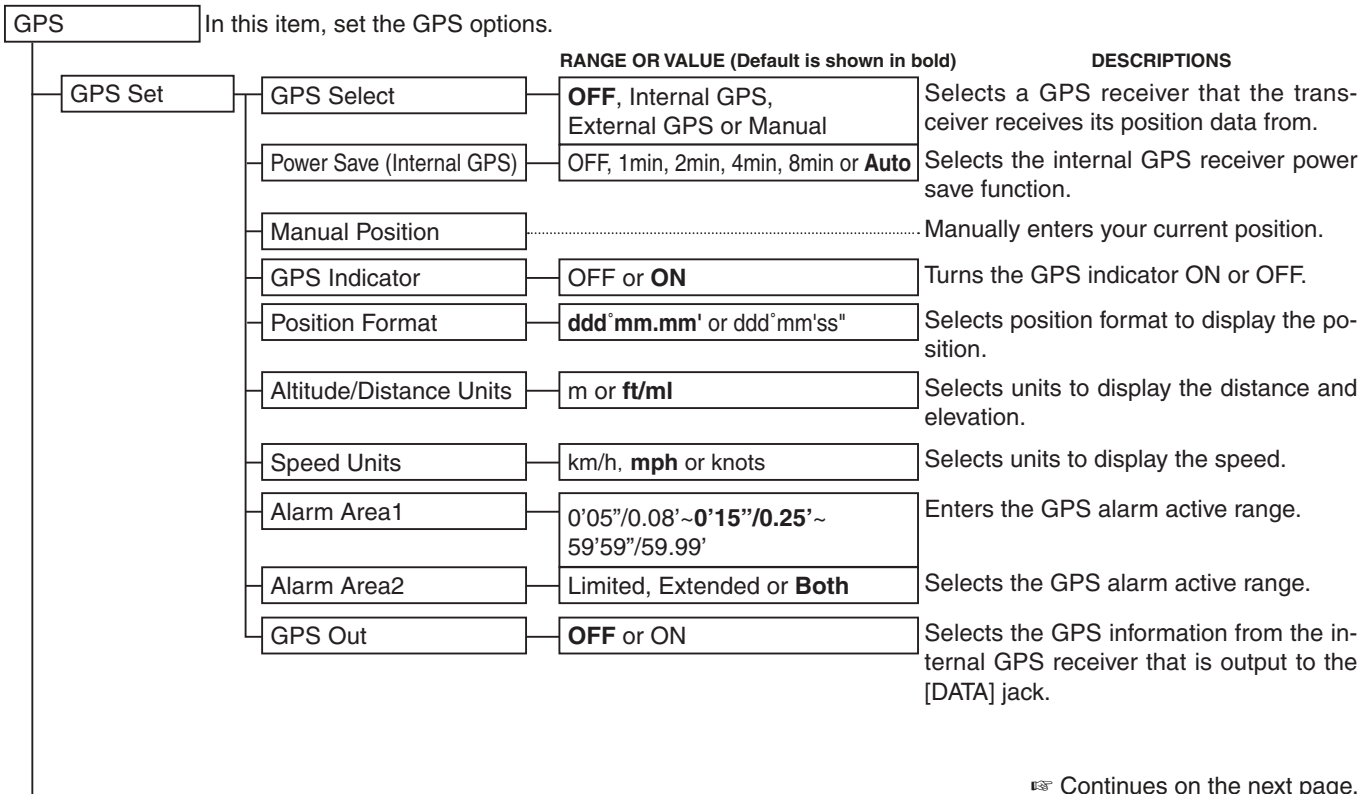 GPS In this item, set the GPS options.
RANGE OR VALUE (Default is shown in bold) DESCRIPTIONS
GPS Set
GPS Select OFF, Internal GPS, Selects a GPS receiver that the trans-
External GPS or Manual ceiver receives its position data from.
Power Save (Internal GPS) OFF, 1min, 2min, 4min, 8min or Auto Selects the internal GPS receiver power
save function.
Manual Position Manually enters your current position.
GPS Indicator OFF or ON Turns the GPS indicator ON or OFF.
Position Format ddd˚mm.mm' or ddd˚mm'ss" Selects position format to display the po-
sition.
Altitude/Distance Units m or ft/ml Selects units to display the distance and
elevation.
Speed Units km/h, mph or knots Selects units to display the speed.
Alarm Area1 0’05”/0.08’~0’15”/0.25’~ Enters the GPS alarm active range.
59’59”/59.99’
Alarm Area2 Limited, Extended or Both Selects the GPS alarm active range.
GPS Out OFF or ON Selects the GPS information from the in-
ternal GPS receiver that is output to the
[DATA] jack.
☞ Continues on the next page.